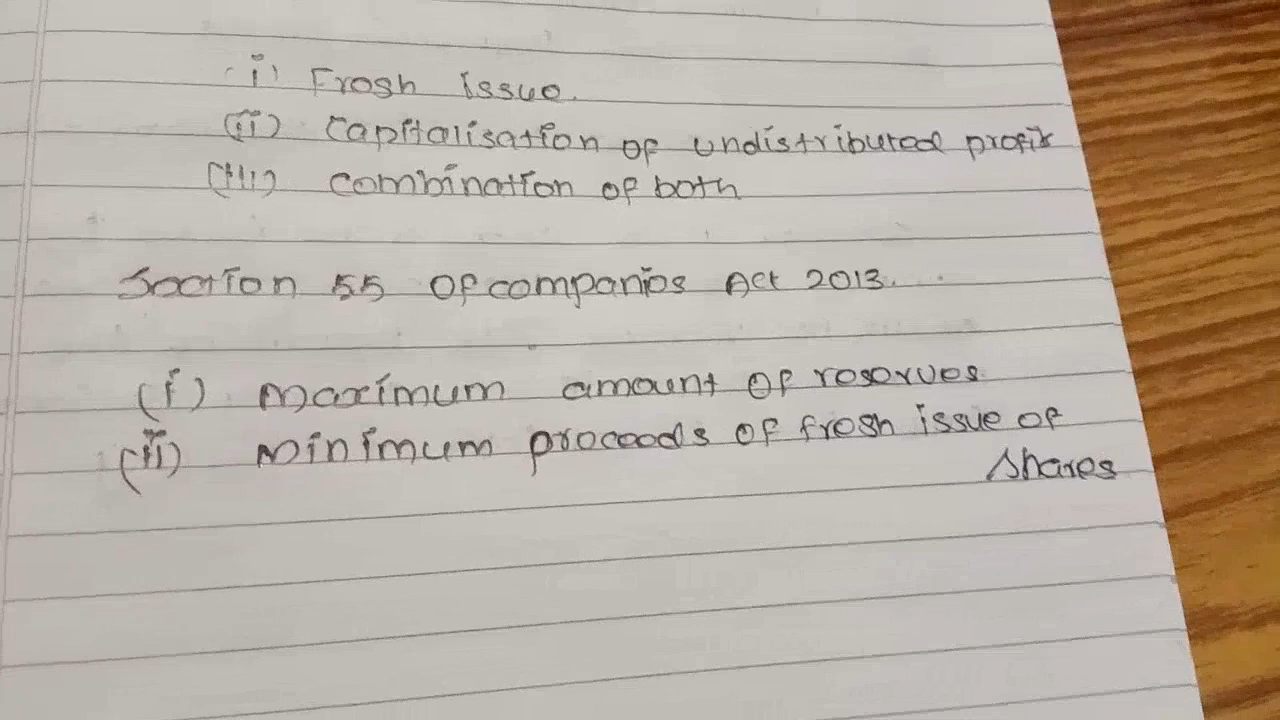 (i) Fresh issue.
(ii) capitalisation of undistributed profit
(iii) combination of both
Section 55 of companies Act 2013.
(i) maximum amount of reserves
(ii) Minimum proceeds of fresh issue of
shares